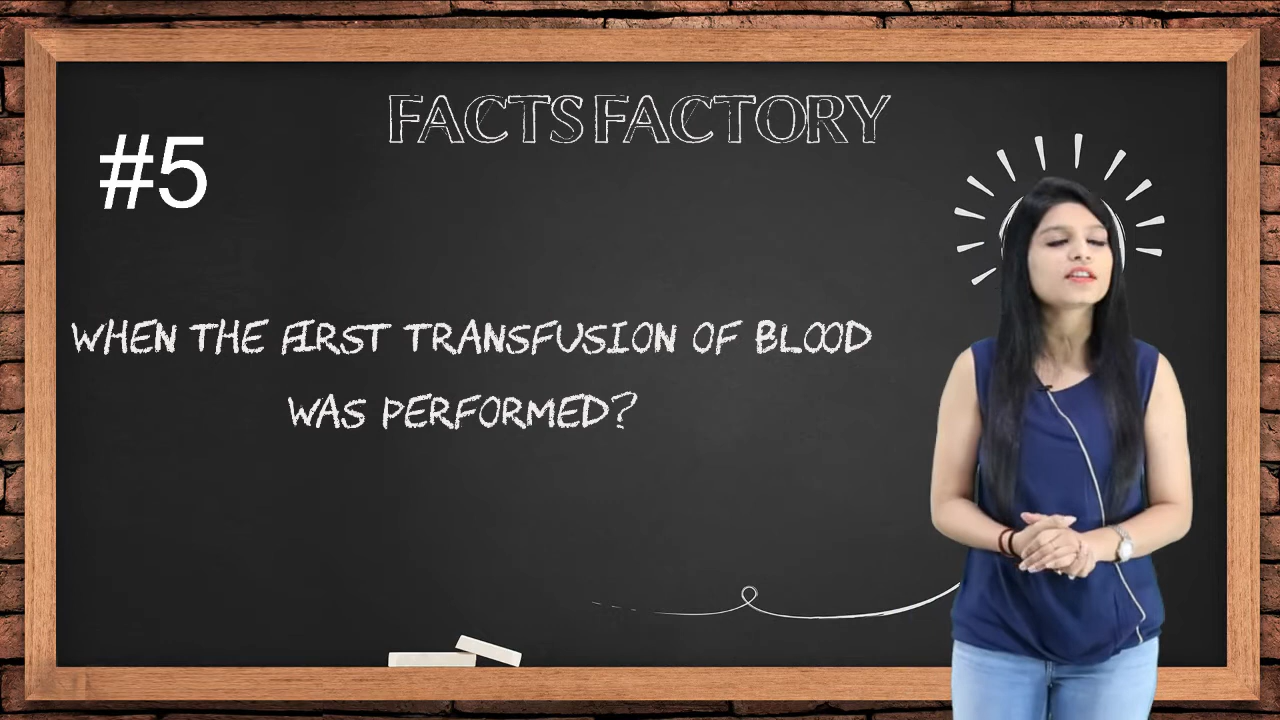 FACTS FACTORY
#5
WHEN THE FIRST TRANSFUSION OF BLOOD
WAS PERFORMED?